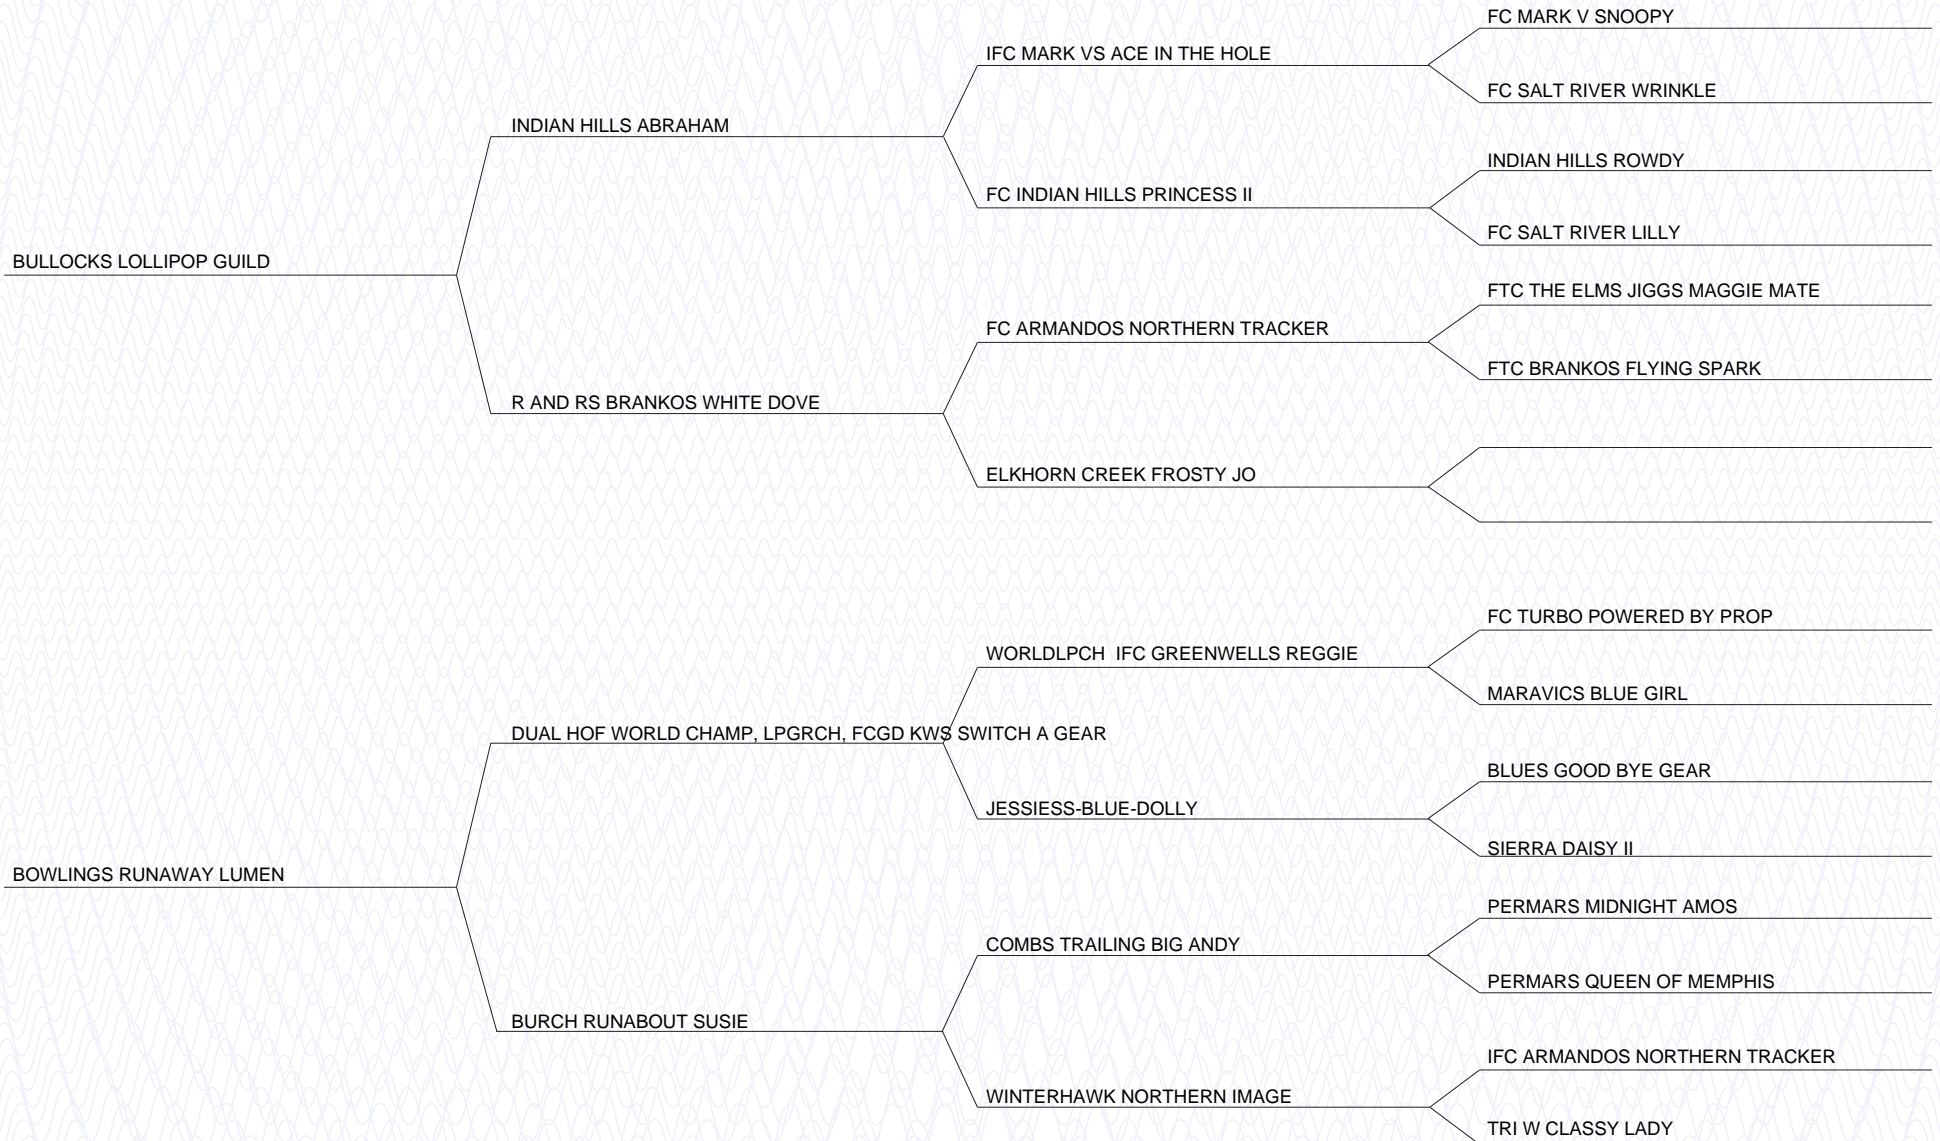 FC MARK V SNOOPY
IFC MARK VS ACE IN THE HOLE
FC SALT RIVER WRINKLE
INDIAN HILLS ABRAHAM
INDIAN HILLS ROWDY
FC INDIAN HILLS PRINCESS II
FC SALT RIVER LILLY
BULLOCKS LOLLIPOP GUILD
FTC THE ELMS JIGGS MAGGIE MATE
FC ARMANDOS NORTHERN TRACKER
FTC BRANKOS FLYING SPARK
R AND RS BRANKOS WHITE DOVE
ELKHORN CREEK FROSTY JO
FC TURBO POWERED BY PROP
WORLDLPCH  IFC GREENWELLS REGGIE
MARAVICS BLUE GIRL
DUAL HOF WORLD CHAMP, LPGRCH, FCGD KWS SWITCH A GEAR
BLUES GOOD BYE GEAR
JESSIESS-BLUE-DOLLY
SIERRA DAISY II
BOWLINGS RUNAWAY LUMEN
PERMARS MIDNIGHT AMOS
COMBS TRAILING BIG ANDY
PERMARS QUEEN OF MEMPHIS
BURCH RUNABOUT SUSIE
IFC ARMANDOS NORTHERN TRACKER
WINTERHAWK NORTHERN IMAGE
TRI W CLASSY LADY